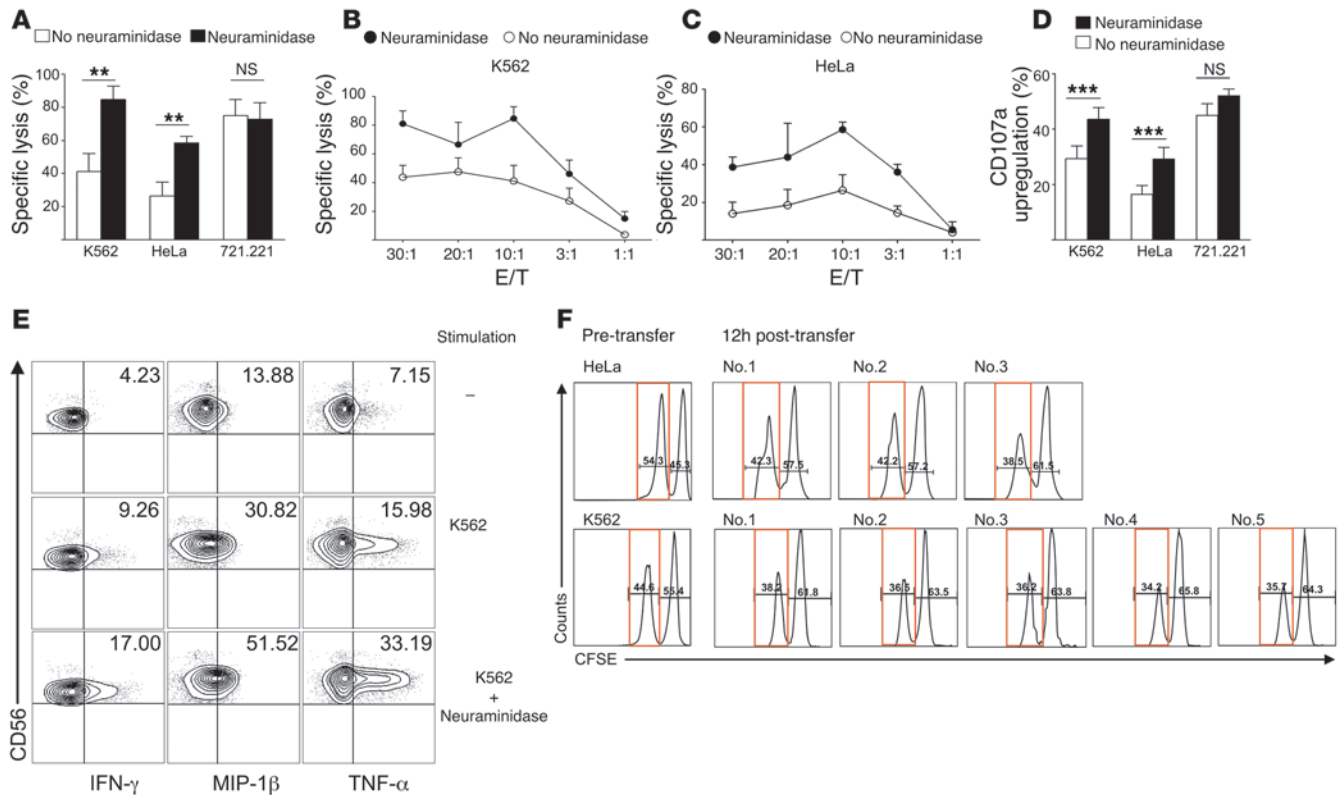 A
No neuraminidase Neuraminidase
Specific lysis (%)
100
80
60
40
20
** ** NS
K562 HeLa 721.221
B
Neuraminidase No neuraminidase
K562
Specific lysis (%)
100
80
60
40
20
30:1 20:1 10:1 3:1 1:1
E/T
C
Neuraminidase No neuraminidase
HeLa
Specific lysis (%)
80
60
40
20
30:1 20:1 10:1 3:1 1:1
E/T
D
Neuraminidase
No neuraminidase
CD107a
upregulation (%)
60
40
20
*** *** NS
K562 HeLa 721.221
E
Stimulation
4.23 13.88 7.15
–
9.26 30.82 15.98
K562
17.00 51.52 33.19
K562
+
Neuraminidase
CD56
IFN-γ MIP-1β TNF-α
F
Pre-transfer 12h post-transfer
HeLa No.1 No.2 No.3
54.3 45.3 42.3 57.5 42.2 57.2 38.5 61.5
K562 No.1 No.2 No.3 No.4 No.5
44.6 55.4 38.2 61.8 36.5 63.5 36.2 63.8 34.2 65.8 35.7 64.3
Counts
CFSE